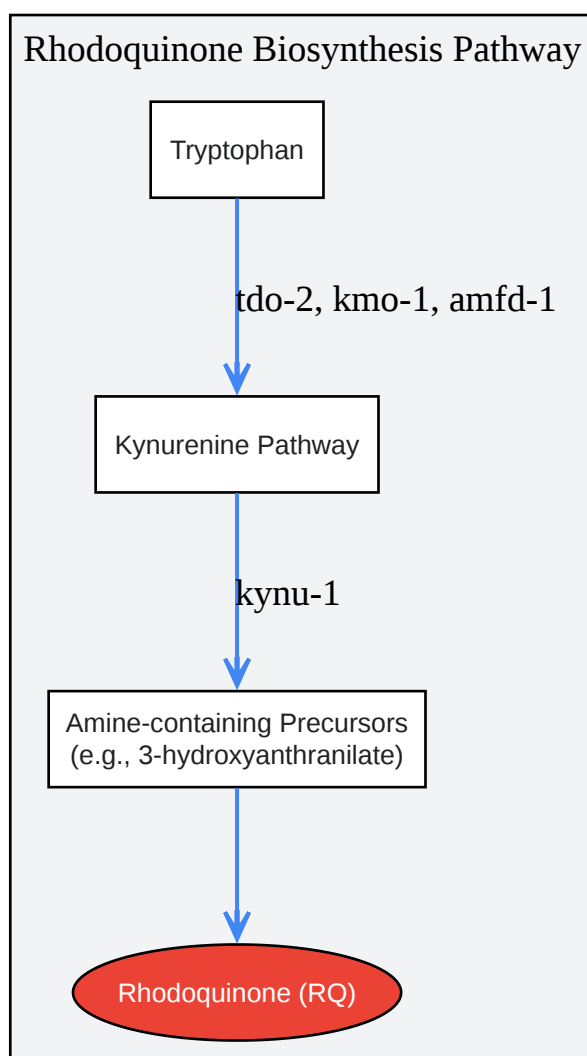 Rhodoquinone Biosynthesis Pathway
Tryptophan
tdo-2, kmo-1, amfd-1
Kynurenine Pathway
kynu-1
Amine-containing Precursors
(e.g., 3-hydroxyanthranilate)
Rhodoquinone (RQ)